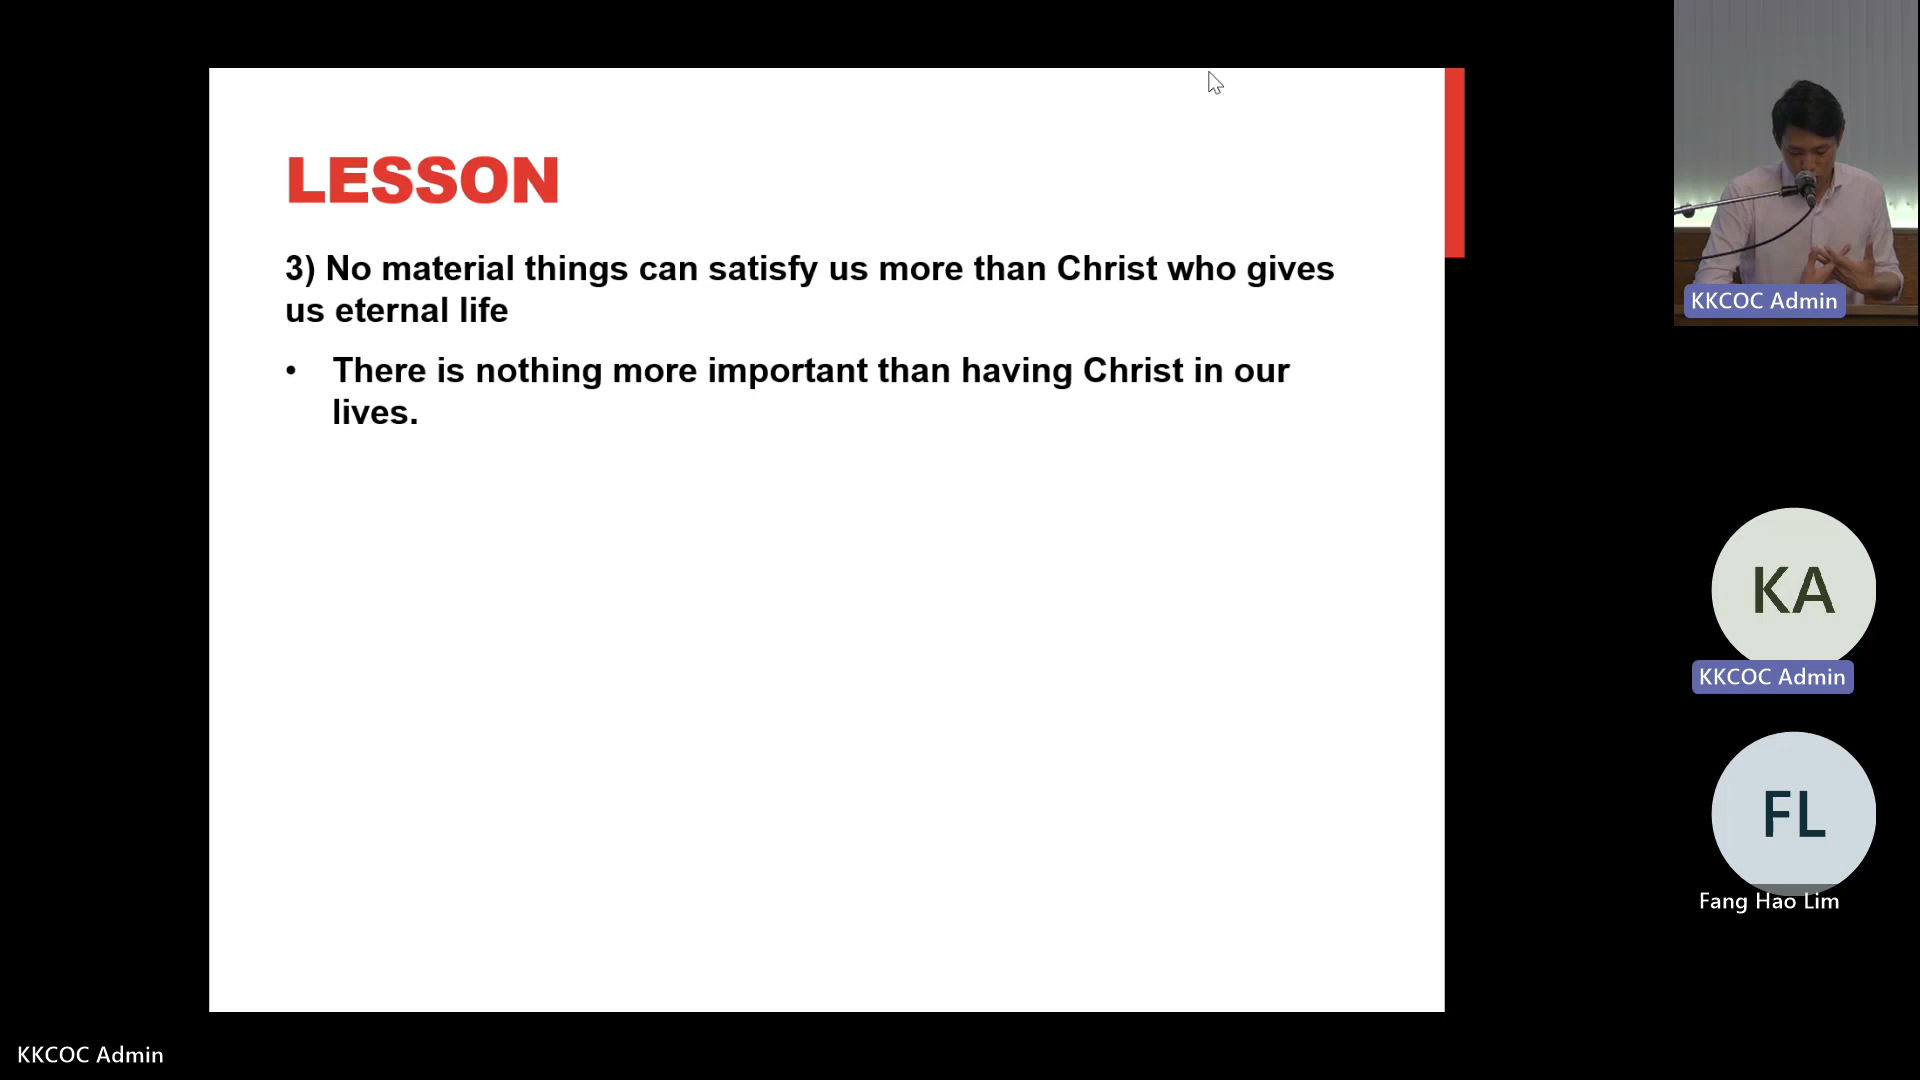 LESSON
3) No material things can satisfy us more than Christ who gives
us eternal life
• There is nothing more important than having Christ in our
lives.
KKCOC Admin
KA
KKCOC Admin
FL
Fang Hao Lim
KKCOC Admin